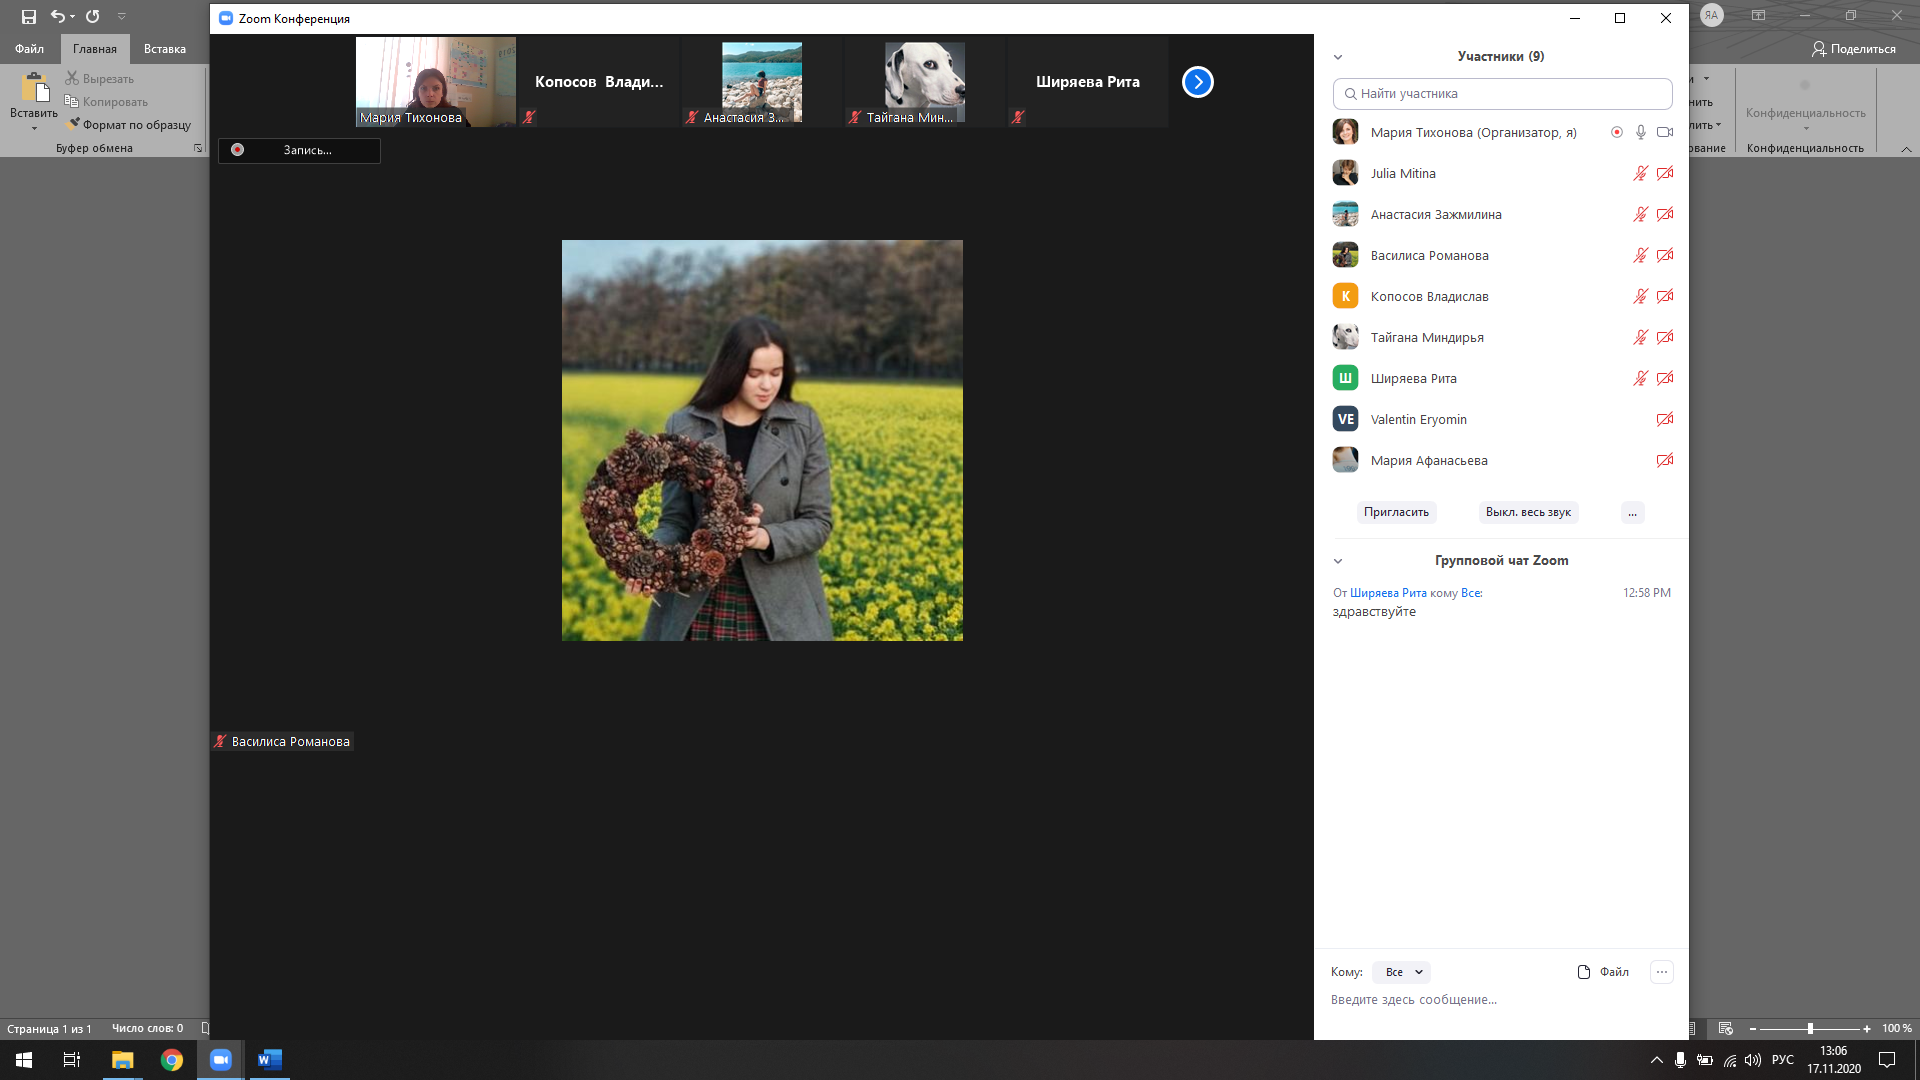 Zoom Конференция
ЯА
Файл
Главная
Вставка
Поделиться
Вставить
Вырезать
Копировать
Формат по образцу
Буфер обмена
Конфиденциальность
Конфиденциальность
Мария Тихонова
Копосов Влади...
Анастасия З...
Тайгана Мин...
Ширяева Рита
Запись...
Василиса Романова
Участники (9)
Найти участника
Мария Тихонова (Организатор, я)
Julia Mitina
Анастасия Зажмилина
Василиса Романова
К Копосов Владислав
Тайгана Миндирья
Ш Ширяева Рита
VE Valentin Eryomin
Мария Афанасьева
Пригласить
Выкл. весь звук
...
Групповой чат Zoom
От Ширяева Рита кому Все:
12:58 PM
здравствуйте
Кому:
Все
Файл
Введите здесь сообщение...
Страница 1 из 1
Число слов: 0
100 %
РУС
13:06
17.11.2020